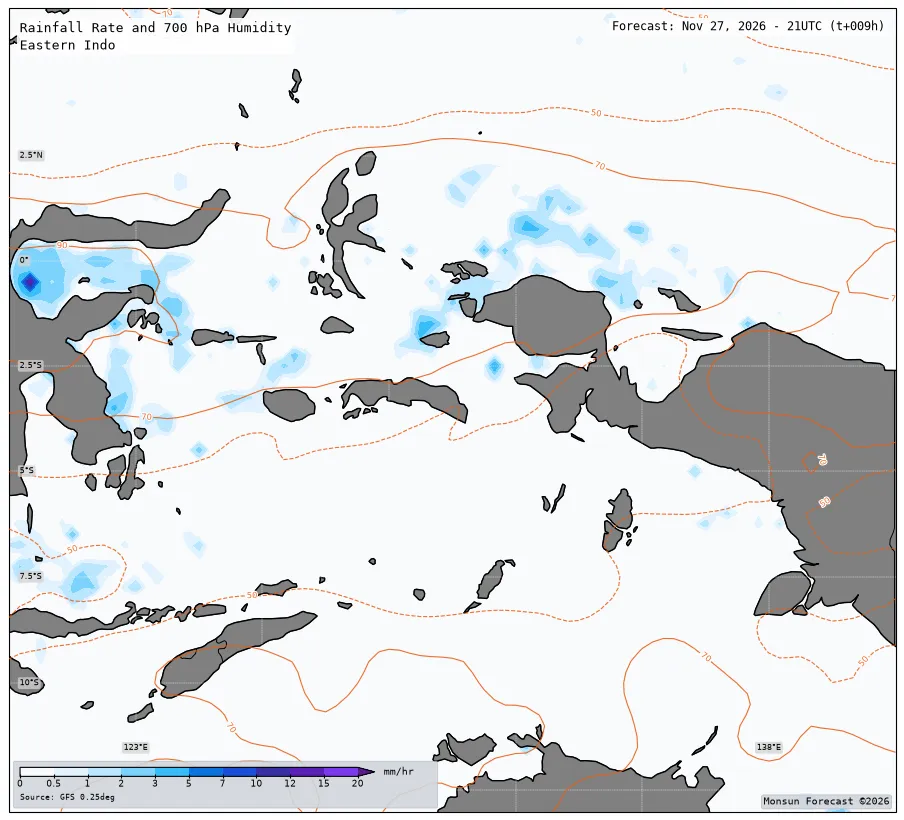 Rainfall Rate and 700 hPa Humidity
Eastern Indo
Forecast: Nov 27, 2026 - 21UTC (t+009h)
70
50
50
2.5°N
70
90
0°
70
2.5°S
70
70
5°S
50
50
7.5°S
50
50
70
10°S
70
123°E
138°E
mm/hr
0 0.5 1 2 3 5 7 10 12 15 20
Source: GFS 0.25deg
Monsun Forecast ©2026